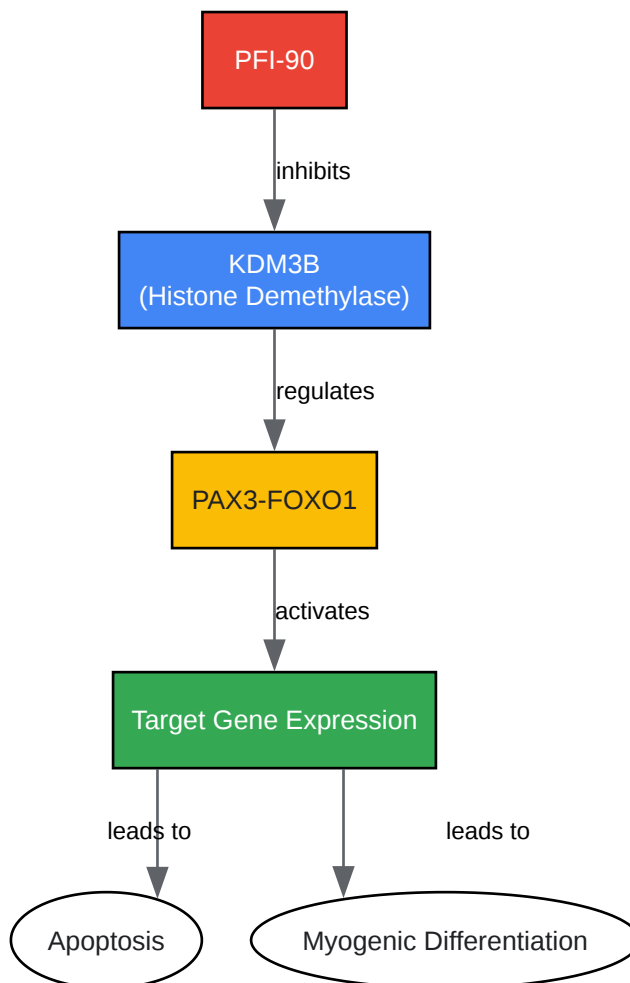 PFI-90
inhibits
KDM3B
(Histone Demethylase)
regulates
PAX3-FOXO1
activates
Target Gene Expression
leads to
leads to
Apoptosis
Myogenic Differentiation